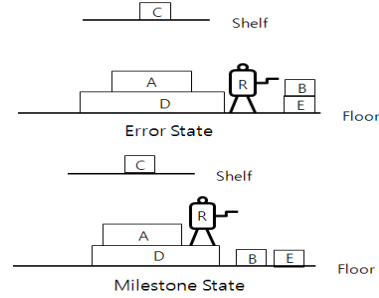 C
Shelf
A
R
B
D
E
Floor
Error State
C
Shelf
R
A
D
B
E
Floor
Milestone State